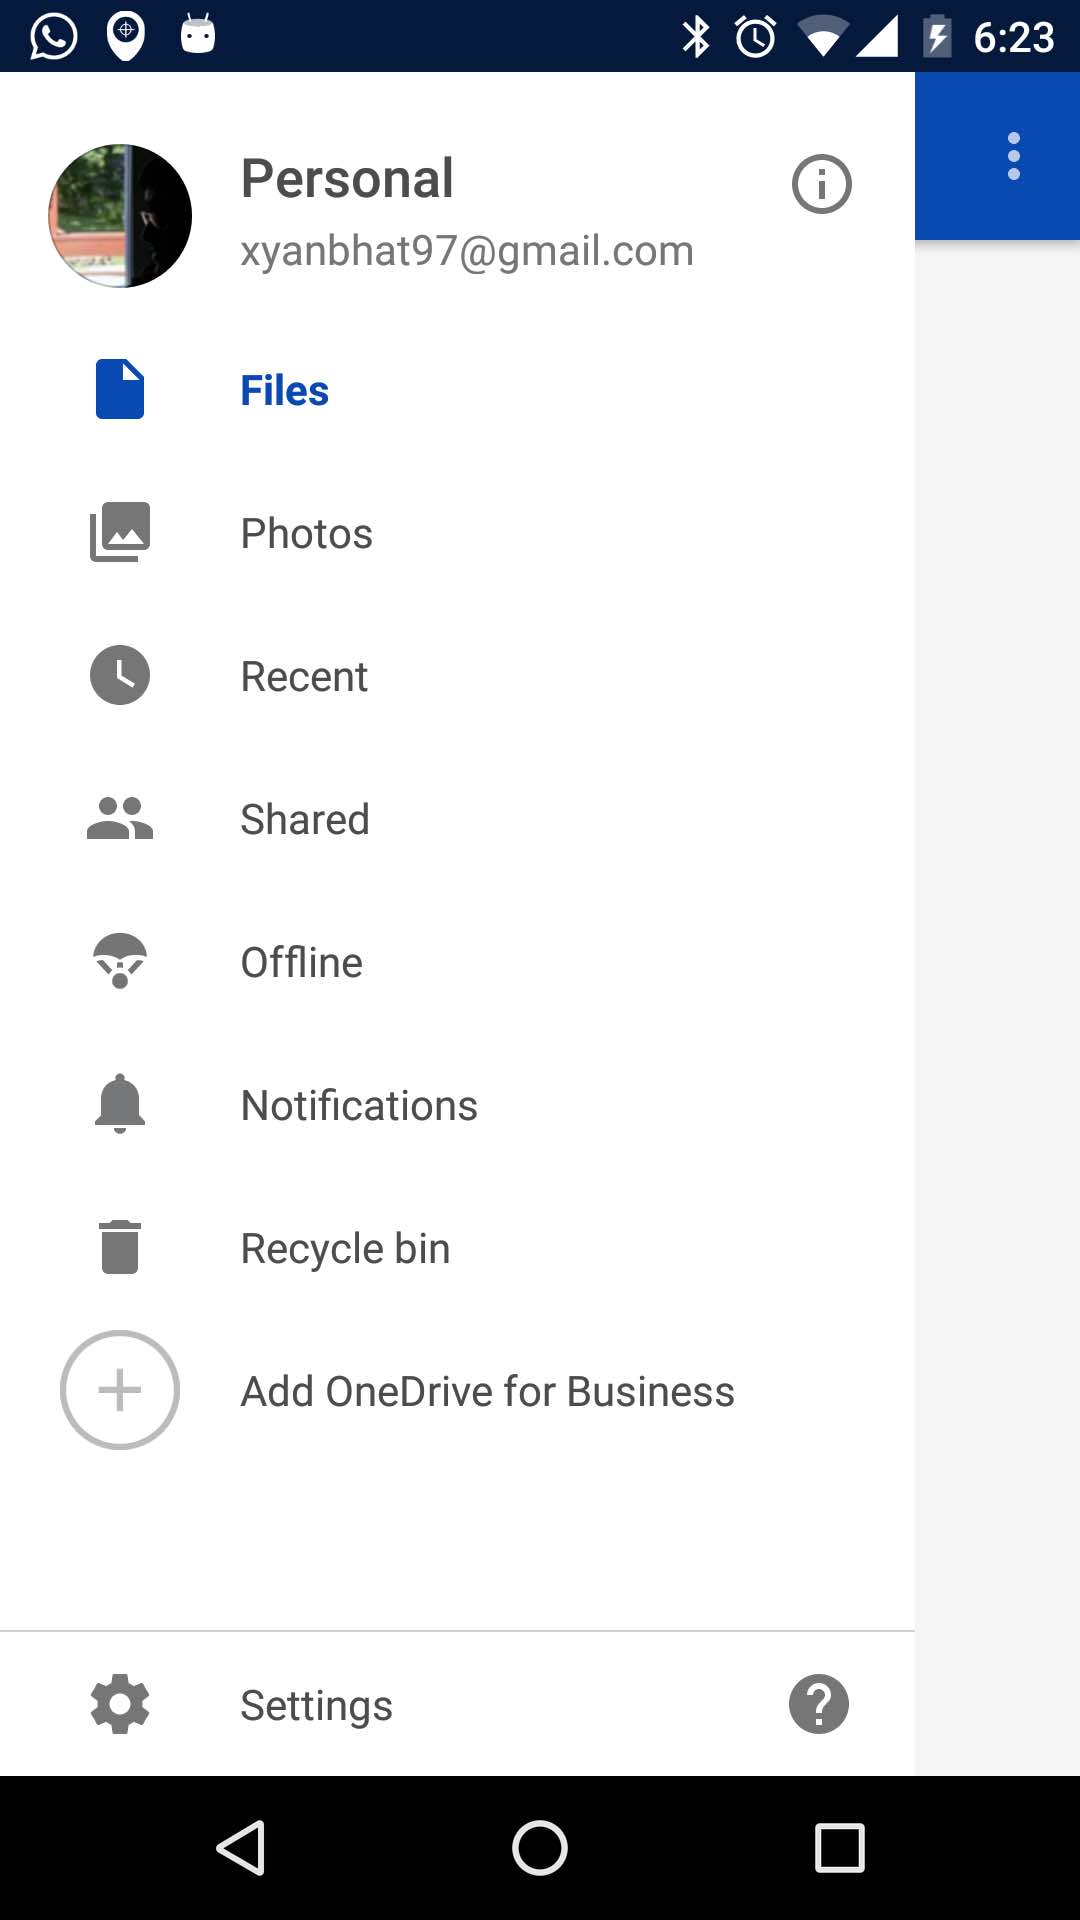 6:23
Personal
xyanbhat97@gmail.com
Files
Photos
Recent
Shared
Offline
Notifications
Recycle bin
Add OneDrive for Business
Settings